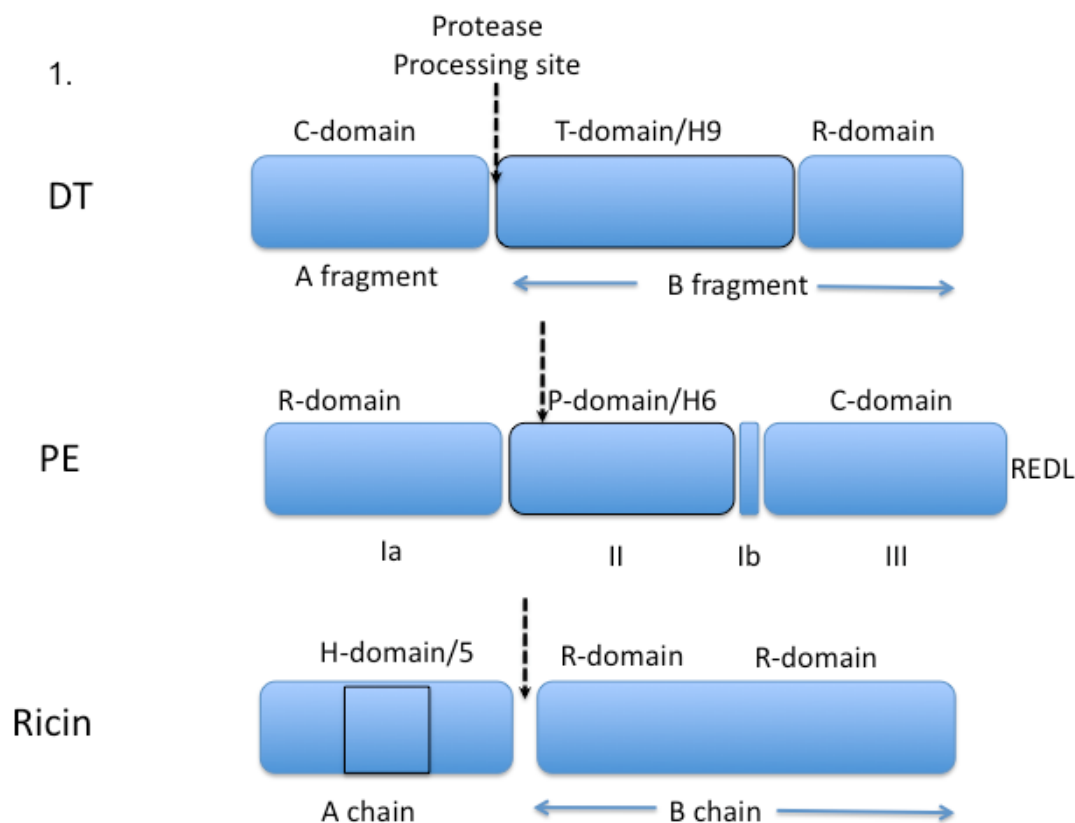 Protease
1.
Processing site
C-domain
T-domain/H9
R-domain
DT
A fragment
B fragment
R-domain
P-domain/H6
C-domain
PE
REDL
Ia
II
Ib
III
H-domain/5
R-domain
R-domain
Ricin
A chain
B chain